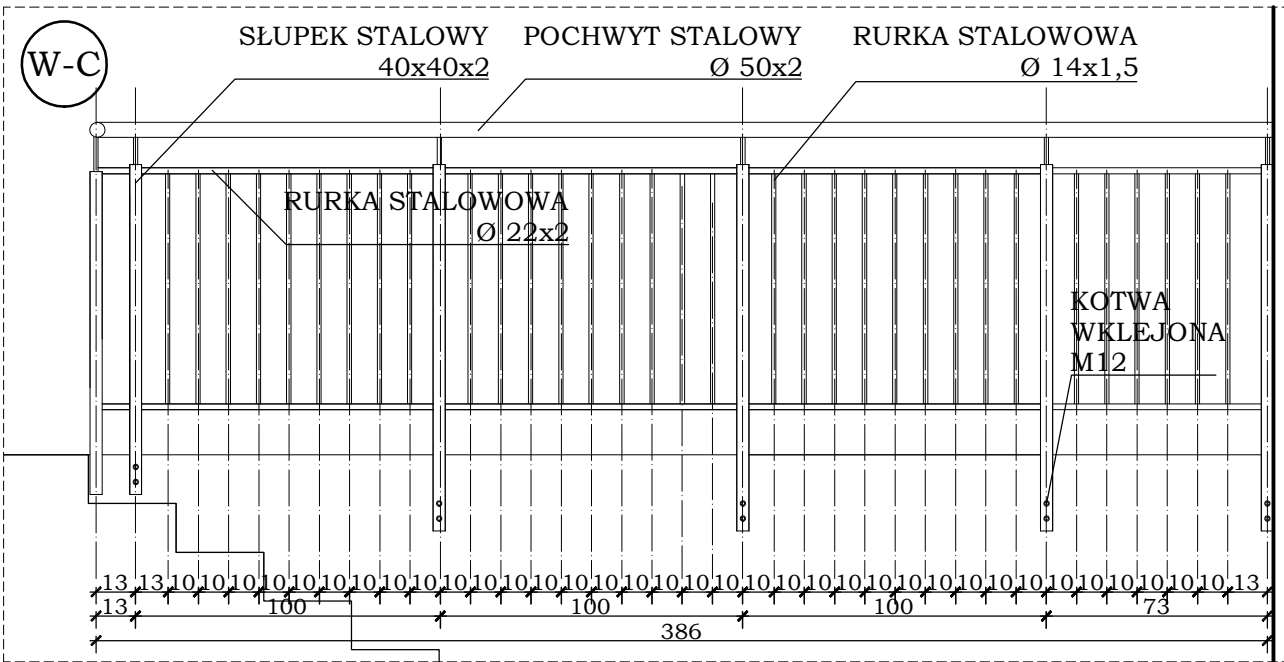 W-C
SŁUPEK STALOWY
40x40x2
POCHWYT STALOWY
Ø 50x2
RURKA STALOWOWA
Ø 14x1,5
RURKA STALOWOWA
Ø 22x2
KOTWA
WKLEJONA
M12
13 13 10 10 10 10 10 10 10 10 10 10 10 10 10 10 10 10 10 10 10 10 10 10 10 10 10 10 10 10 10 10 10 10 10 10 10 13
13 100 100 100 73
386